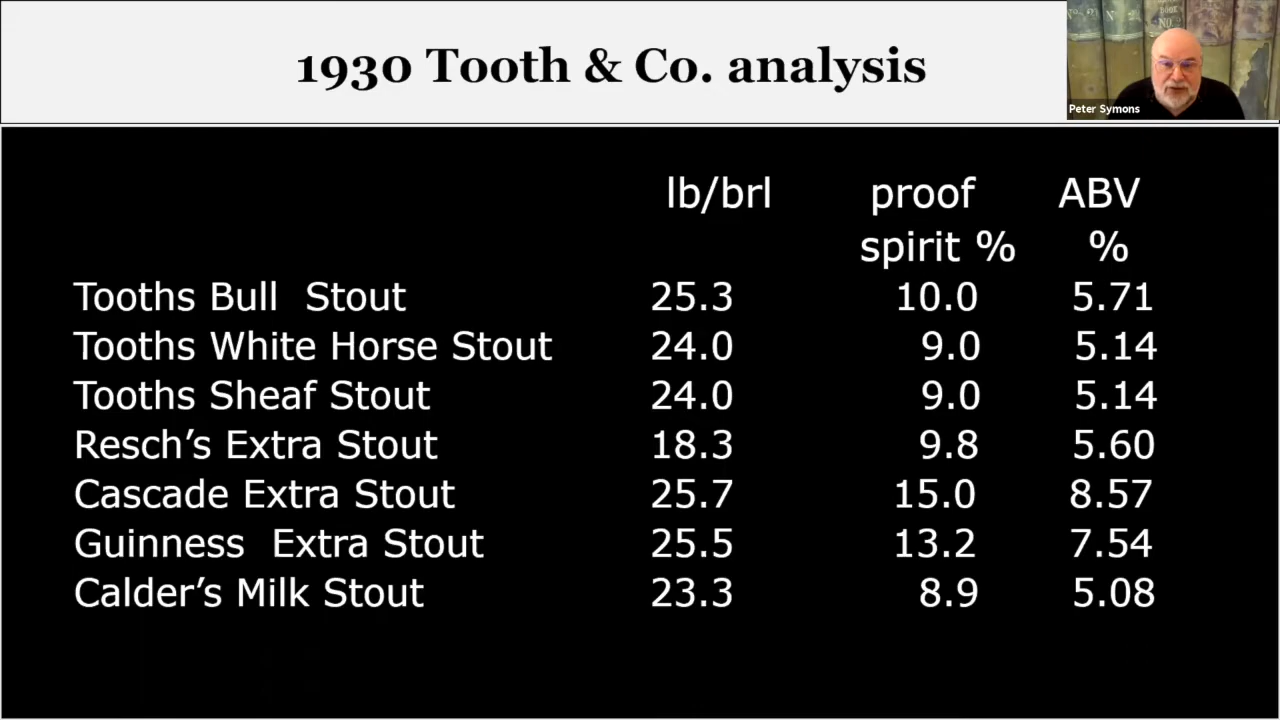 1930 Tooth & Co. analysis
Peter Symons
lb/brl proof ABV
spirit % %
Tooths Bull Stout 25.3 10.0 5.71
Tooths White Horse Stout 24.0 9.0 5.14
Tooths Sheaf Stout 24.0 9.0 5.14
Resch’s Extra Stout 18.3 9.8 5.60
Cascade Extra Stout 25.7 15.0 8.57
Guinness Extra Stout 25.5 13.2 7.54
Calder’s Milk Stout 23.3 8.9 5.08